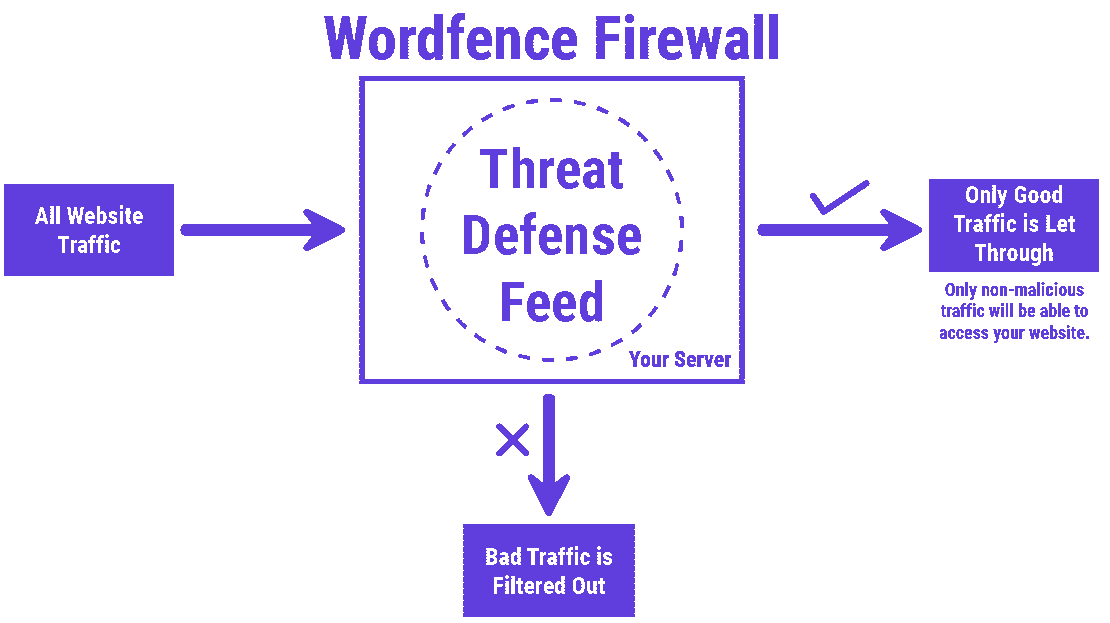 Wordfence Firewall
All Website
Traffic
Threat
Defense
Feed
Your Server
Only Good
Traffic is Let
Through
Only non-malicious
traffic will be able to
access your website.
Bad Traffic is
Filtered Out